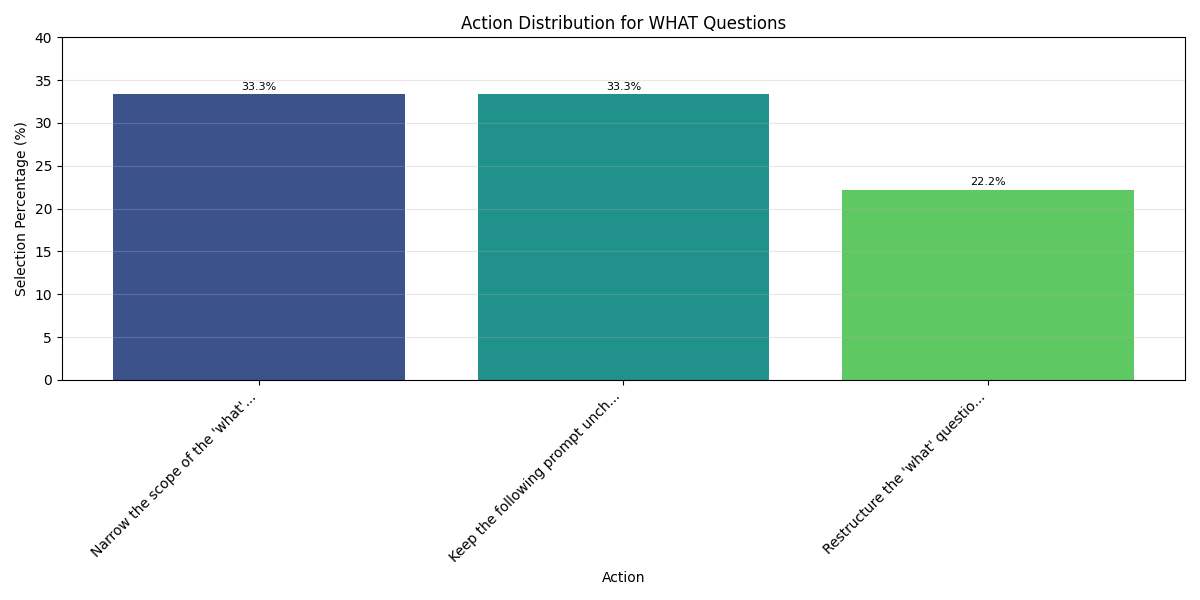 Action Distribution for WHAT Questions
Selection Percentage (%)
40
35
30
25
20
15
10
5
0
33.3%
33.3%
22.2%
Narrow the scope of the 'what'...
Keep the following prompt unch...
Restructure the 'what' questio...
Action